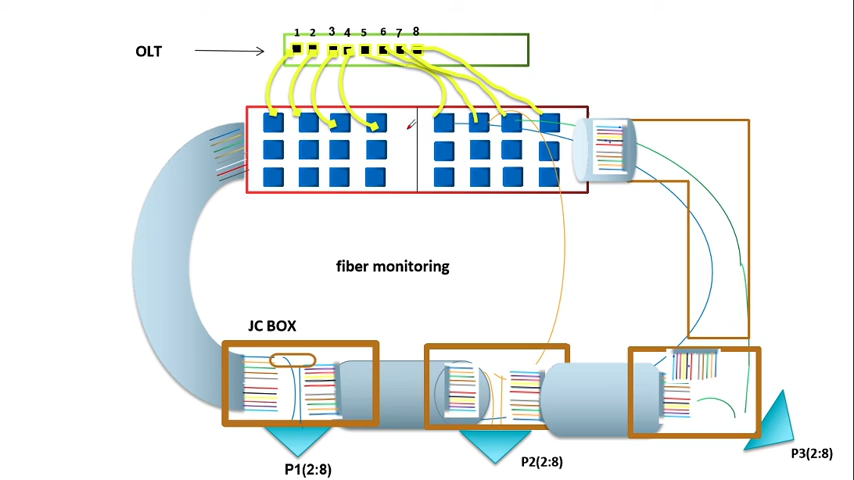 1 2 3 4 5 6 7 8
OLT
fiber monitoring
JC BOX
P1(2:8)
P2(2:8)
P3(2:8)